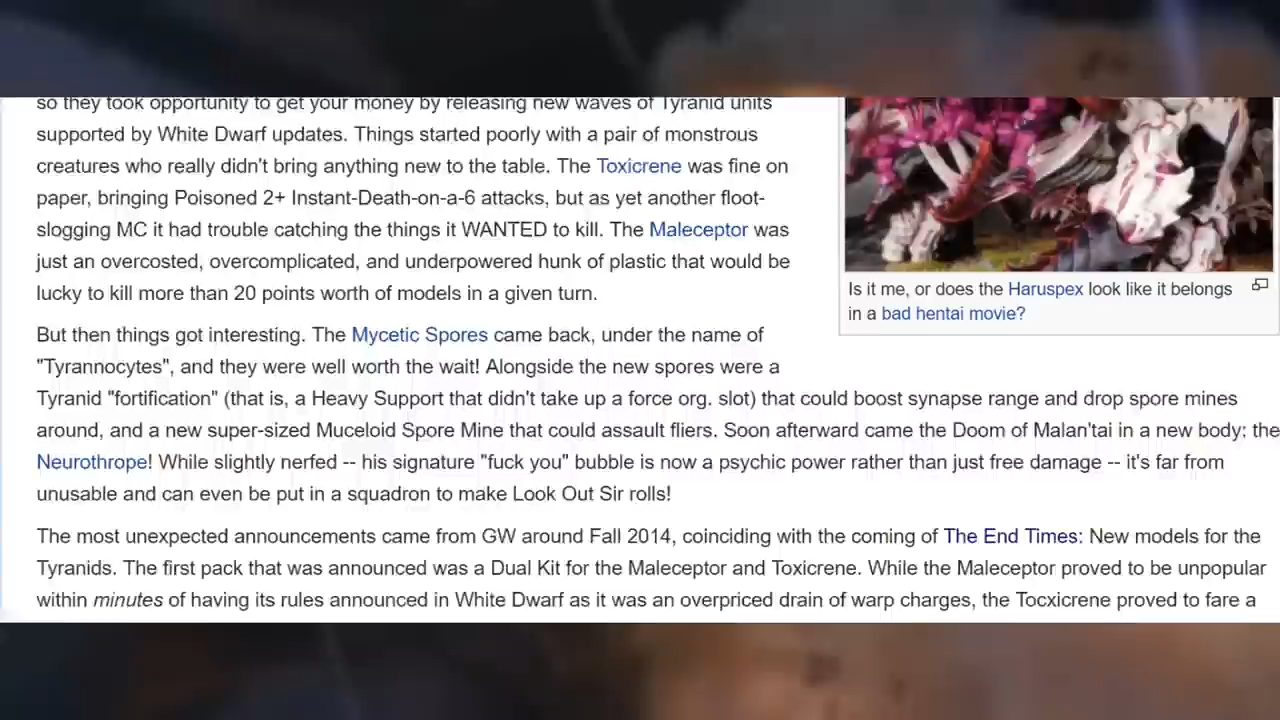 so they took opportunity to get your money by releasing new waves of Tyranid units
supported by White Dwarf updates. Things started poorly with a pair of monstrous
creatures who really didn't bring anything new to the table. The Toxicrene was fine on
paper, bringing Poisoned 2+ Instant-Death-on-a-6 attacks, but as yet another floot-
slogging MC it had trouble catching the things it WANTED to kill. The Maleceptor was
just an overcosted, overcomplicated, and underpowered hunk of plastic that would be
lucky to kill more than 20 points worth of models in a given turn.
Is it me, or does the Haruspex look like it belongs
in a bad hentai movie?
But then things got interesting. The Mycetic Spores came back, under the name of
"Tyrannocytes", and they were well worth the wait! Alongside the new spores were a
Tyranid "fortification" (that is, a Heavy Support that didn't take up a force org. slot) that could boost synapse range and drop spore mines
around, and a new super-sized Muceloid Spore Mine that could assault fliers. Soon afterward came the Doom of Malan'tai in a new body: the
Neurothrope! While slightly nerfed -- his signature "fuck you" bubble is now a psychic power rather than just free damage -- it's far from
unusable and can even be put in a squadron to make Look Out Sir rolls!
The most unexpected announcements came from GW around Fall 2014, coinciding with the coming of The End Times: New models for the
Tyranids. The first pack that was announced was a Dual Kit for the Maleceptor and Toxicrene. While the Maleceptor proved to be unpopular
within minutes of having its rules announced in White Dwarf as it was an overpriced drain of warp charges, the Tocxicrene proved to fare a